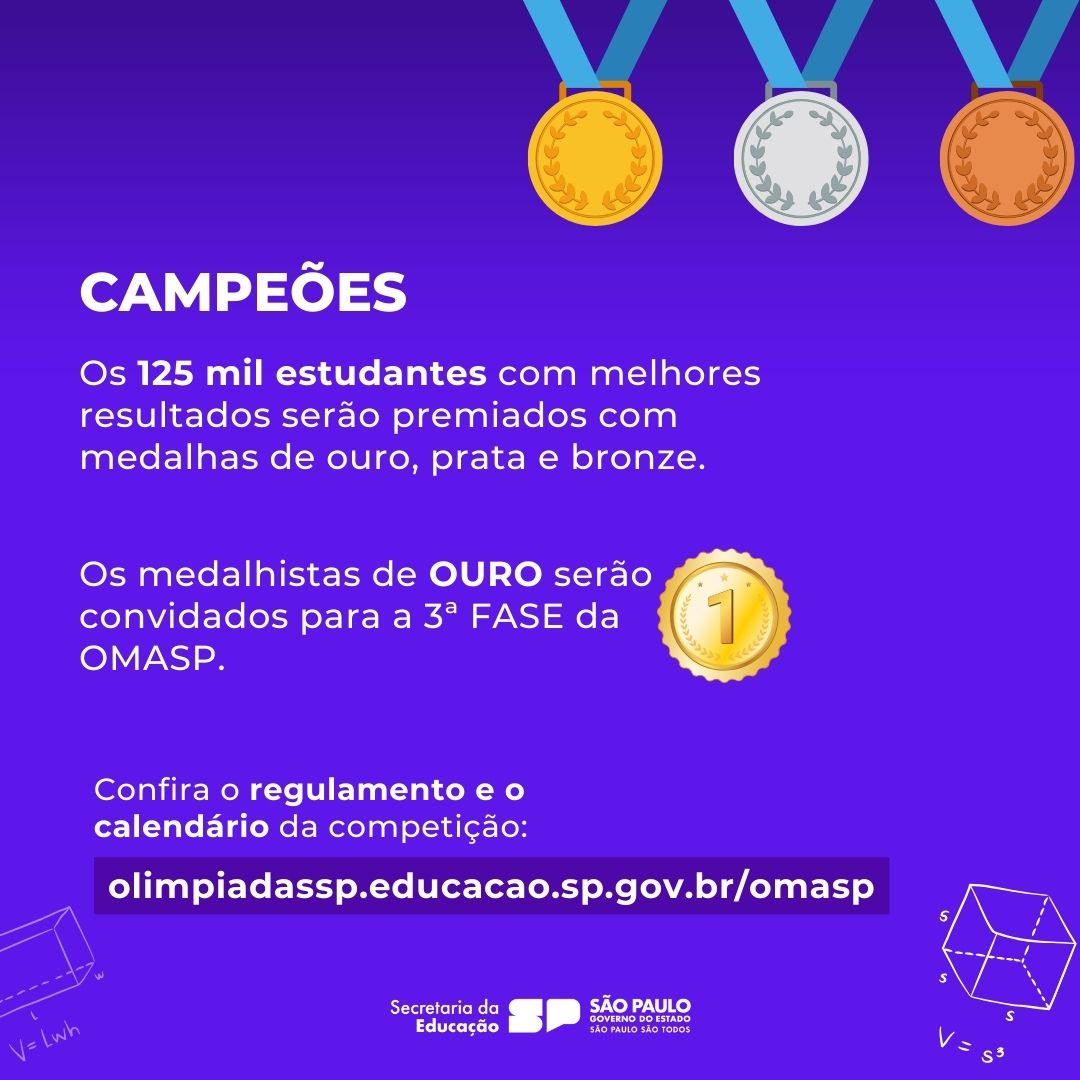 CAMPEÕES
Os 125 mil estudantes com melhores
resultados serão premiados com
medalhas de ouro, prata e bronze.
Os medalhistas de OURO serão
convidados para a 3ª FASE da
OMASP.
1
Confira o regulamento e o
calendário da competição:
olimpiadassp.educacao.sp.gov.br/omasp
w
L
V = Lwh
s
s
s
V = s³
Secretaria da
Educação
SP
SÃO PAULO
GOVERNO DO ESTADO
SÃO PAULO SÃO TODOS